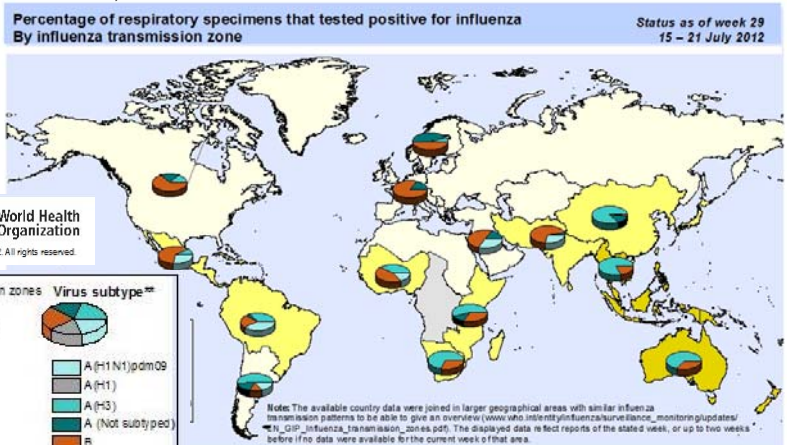 Percentage of respiratory specimens that tested positive for influenza
By influenza transmission zone
Status as of week 29
15 – 21 July 2012
World Health
Organization
. All rights reserved.
n zones Virus subtype**
A(H1N1)pdm09
A(H1)
A(H3)
A (Not subtyped)
B
Note: The available country data were joined in larger geographical areas with similar influenza
transmission patterns to be able to give an overview (www.who.int/entity/influenza/surveillance_monitoring/updates/
EN_GIP_Influenza_transmission_zones.pdf). The displayed data reflect reports of the stated week, or up to two weeks
before if no data were available for the current week of that area.